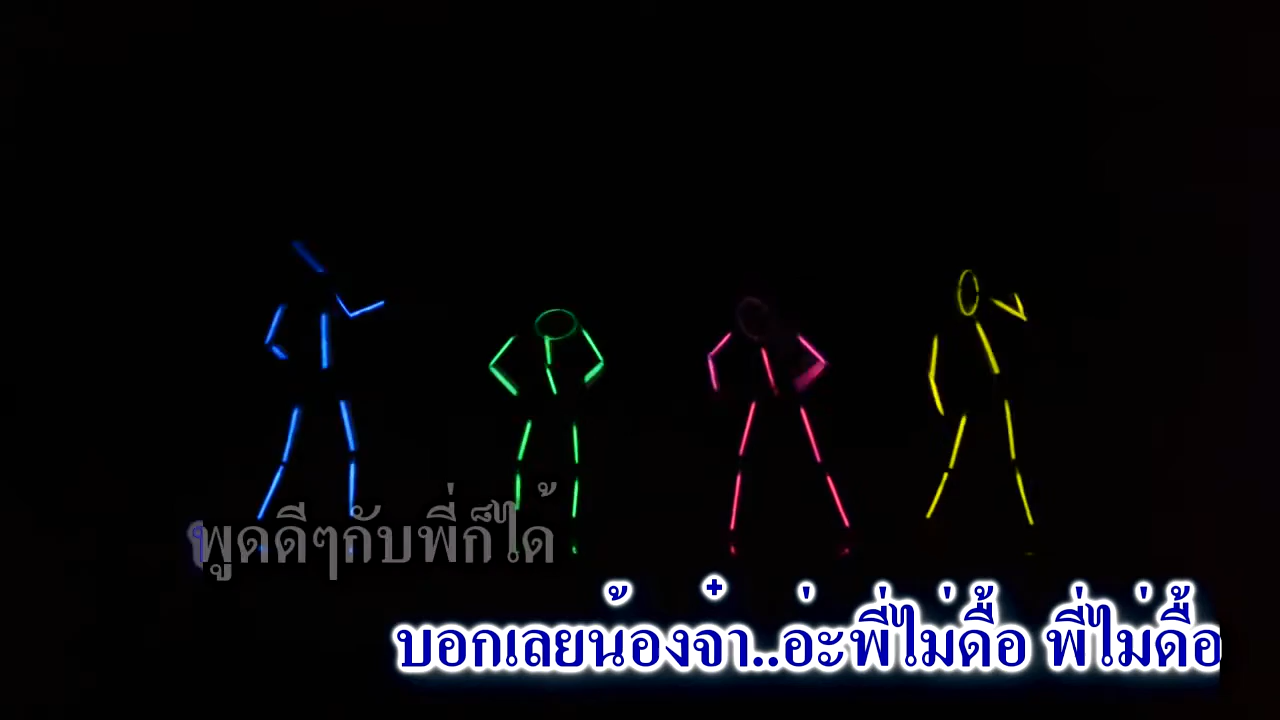 พูดดีๆกับพี่ก็ได้
บอกเลยน้องจ๋า..อ่ะพี่ไม่ดื้อ พี่ไม่ดื้อ